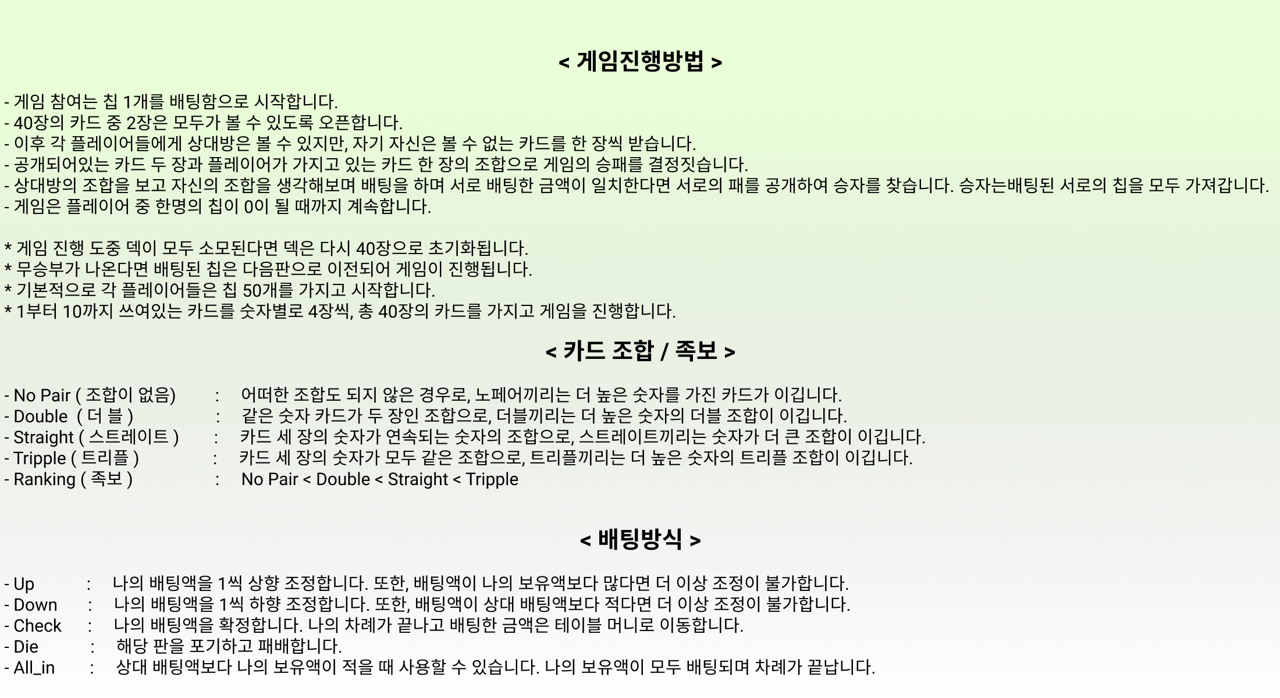 < 게임진행방법 >
- 게임 참여는 칩 1개를 배팅함으로 시작합니다.
- 40장의 카드 중 2장은 모두가 볼 수 있도록 오픈합니다.
- 이후 각 플레이어들에게 상대방은 볼 수 있지만, 자기 자신은 볼 수 없는 카드를 한 장씩 받습니다.
- 공개되어있는 카드 두 장과 플레이어가 가지고 있는 카드 한 장의 조합으로 게임의 승패를 결정짓습니다.
- 상대방의 조합을 보고 자신의 조합을 생각해보며 배팅을 하며 서로 배팅한 금액이 일치한다면 서로의 패를 공개하여 승자를 찾습니다. 승자는배팅된 서로의 칩을 모두 가져갑니다.
- 게임은 플레이어 중 한명의 칩이 0이 될 때까지 계속합니다.
* 게임 진행 도중 덱이 모두 소모된다면 덱은 다시 40장으로 초기화됩니다.
* 무승부가 나온다면 배팅된 칩은 다음판으로 이전되어 게임이 진행됩니다.
* 기본적으로 각 플레이어들은 칩 50개를 가지고 시작합니다.
* 1부터 10까지 쓰여있는 카드를 숫자별로 4장씩, 총 40장의 카드를 가지고 게임을 진행합니다.
< 카드 조합 / 족보 >
- No Pair ( 조합이 없음) : 어떠한 조합도 되지 않은 경우로, 노페어끼리는 더 높은 숫자를 가진 카드가 이깁니다.
- Double ( 더 블 ) : 같은 숫자 카드가 두 장인 조합으로, 더블끼리는 더 높은 숫자의 더블 조합이 이깁니다.
- Straight ( 스트레이트 ) : 카드 세 장의 숫자가 연속되는 숫자의 조합으로, 스트레이트끼리는 숫자가 더 큰 조합이 이깁니다.
- Tripple ( 트리플 ) : 카드 세 장의 숫자가 모두 같은 조합으로, 트리플끼리는 더 높은 숫자의 트리플 조합이 이깁니다.
- Ranking ( 족보 ) : No Pair < Double < Straight < Tripple
< 배팅방식 >
- Up : 나의 배팅액을 1씩 상향 조정합니다. 또한, 배팅액이 나의 보유액보다 많다면 더 이상 조정이 불가합니다.
- Down : 나의 배팅액을 1씩 하향 조정합니다. 또한, 배팅액이 상대 배팅액보다 적다면 더 이상 조정이 불가합니다.
- Check : 나의 배팅액을 확정합니다. 나의 차례가 끝나고 배팅한 금액은 테이블 머니로 이동합니다.
- Die : 해당 판을 포기하고 패배합니다.
- All_in : 상대 배팅액보다 나의 보유액이 적을 때 사용할 수 있습니다. 나의 보유액이 모두 배팅되며 차례가 끝납니다.